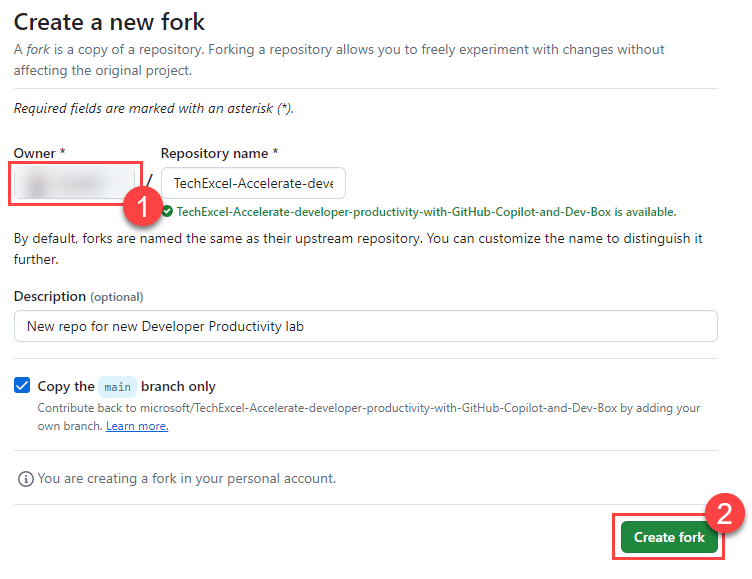 Create a new fork
A fork is a copy of a repository. Forking a repository allows you to freely experiment with changes without
affecting the original project.
Required fields are marked with an asterisk (*).
Owner * Repository name *
/ TechExcel-Accelerate-deve
1
TechExcel-Accelerate-developer-productivity-with-GitHub-Copilot-and-Dev-Box is available.
By default, forks are named the same as their upstream repository. You can customize the name to distinguish it
further.
Description (optional)
New repo for new Developer Productivity lab
Copy the main branch only
Contribute back to microsoft/TechExcel-Accelerate-developer-productivity-with-GitHub-Copilot-and-Dev-Box by adding your
own branch. Learn more.
You are creating a fork in your personal account.
2
Create fork